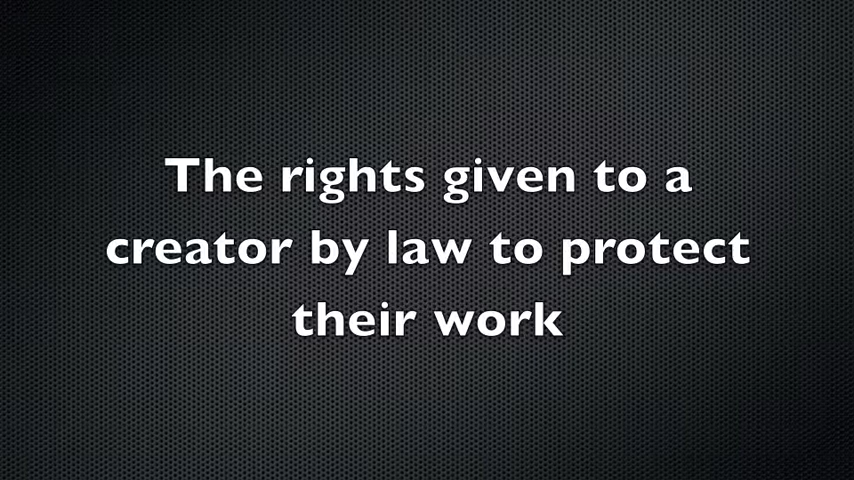 The rights given to a
creator by law to protect
their work